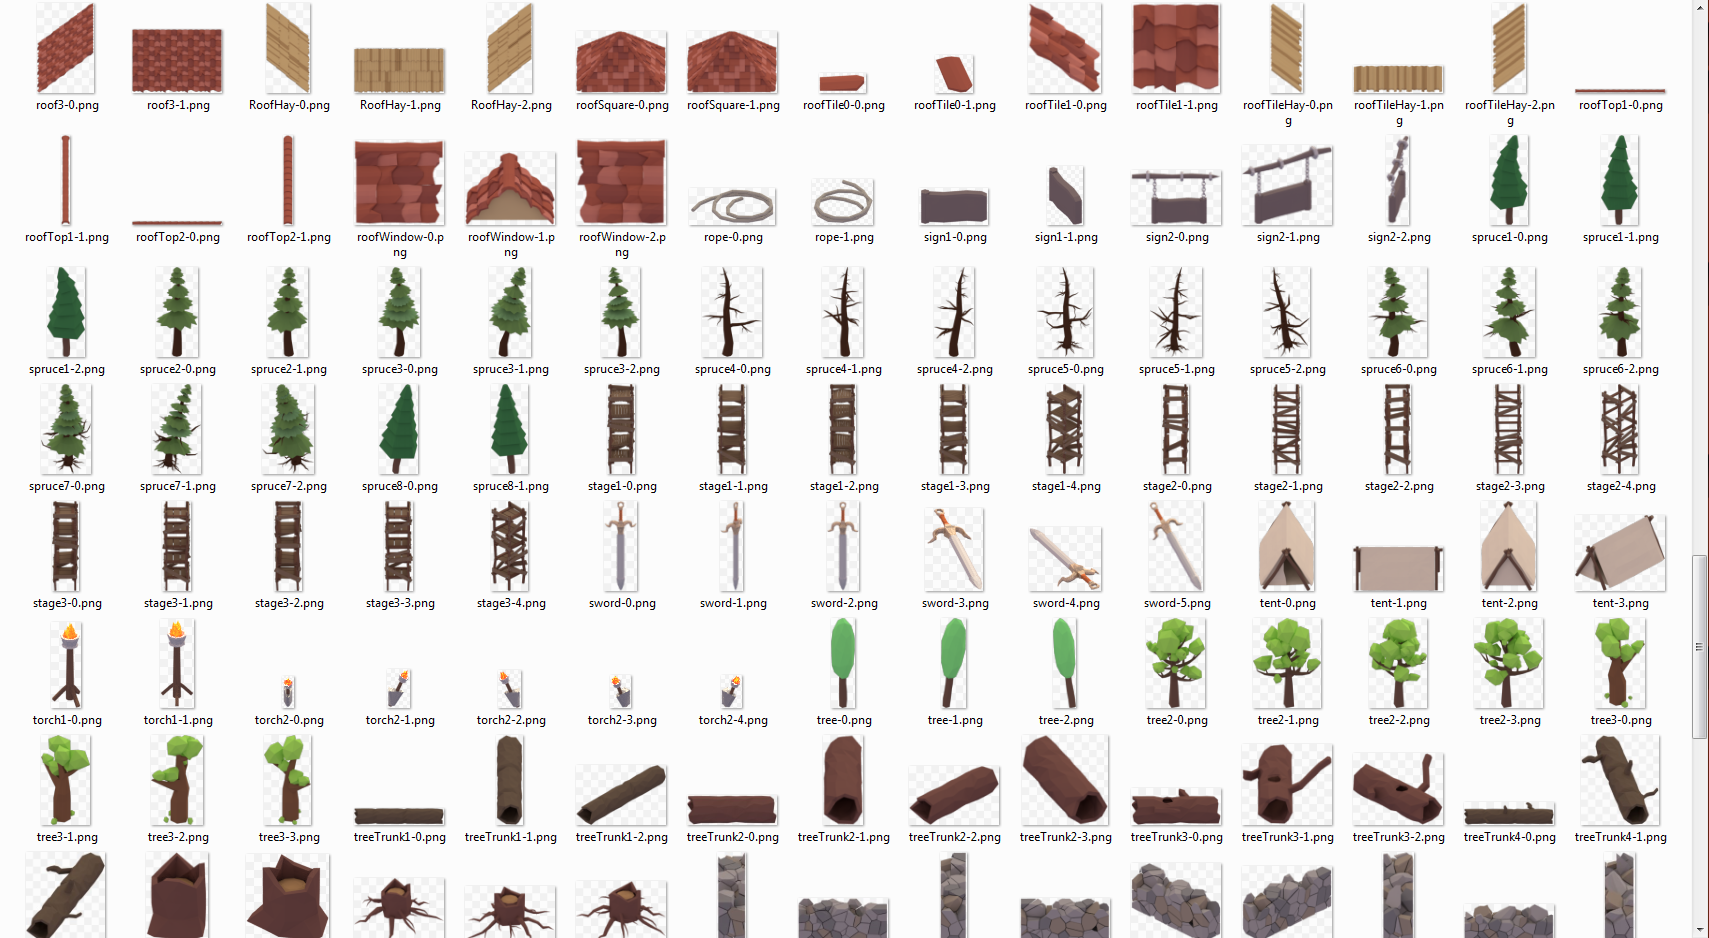 roof3-0.png
roof3-1.png
RoofHay-0.png
RoofHay-1.png
RoofHay-2.png
roofSquare-0.png
roofSquare-1.png
roofTile0-0.png
roofTile0-1.png
roofTile1-0.png
roofTile1-1.png
roofTileHay-0.pn
g
roofTileHay-1.pn
g
roofTileHay-2.pn
g
roofTop1-0.png
roofTop1-1.png
roofTop2-0.png
roofTop2-1.png
roofWindow-0.p
ng
roofWindow-1.p
ng
roofWindow-2.p
ng
rope-0.png
rope-1.png
sign1-0.png
sign1-1.png
sign2-0.png
sign2-1.png
sign2-2.png
spruce1-0.png
spruce1-1.png
spruce1-2.png
spruce2-0.png
spruce2-1.png
spruce3-0.png
spruce3-1.png
spruce3-2.png
spruce4-0.png
spruce4-1.png
spruce4-2.png
spruce5-0.png
spruce5-1.png
spruce5-2.png
spruce6-0.png
spruce6-1.png
spruce6-2.png
spruce7-0.png
spruce7-1.png
spruce7-2.png
spruce8-0.png
spruce8-1.png
stage1-0.png
stage1-1.png
stage1-2.png
stage1-3.png
stage1-4.png
stage2-0.png
stage2-1.png
stage2-2.png
stage2-3.png
stage2-4.png
stage3-0.png
stage3-1.png
stage3-2.png
stage3-3.png
stage3-4.png
sword-0.png
sword-1.png
sword-2.png
sword-3.png
sword-4.png
sword-5.png
tent-0.png
tent-1.png
tent-2.png
tent-3.png
torch1-0.png
torch1-1.png
torch2-0.png
torch2-1.png
torch2-2.png
torch2-3.png
torch2-4.png
tree-0.png
tree-1.png
tree-2.png
tree2-0.png
tree2-1.png
tree2-2.png
tree2-3.png
tree3-0.png
tree3-1.png
tree3-2.png
tree3-3.png
treeTrunk1-0.png
treeTrunk1-1.png
treeTrunk1-2.png
treeTrunk2-0.png
treeTrunk2-1.png
treeTrunk2-2.png
treeTrunk2-3.png
treeTrunk3-0.png
treeTrunk3-1.png
treeTrunk3-2.png
treeTrunk4-0.png
treeTrunk4-1.png